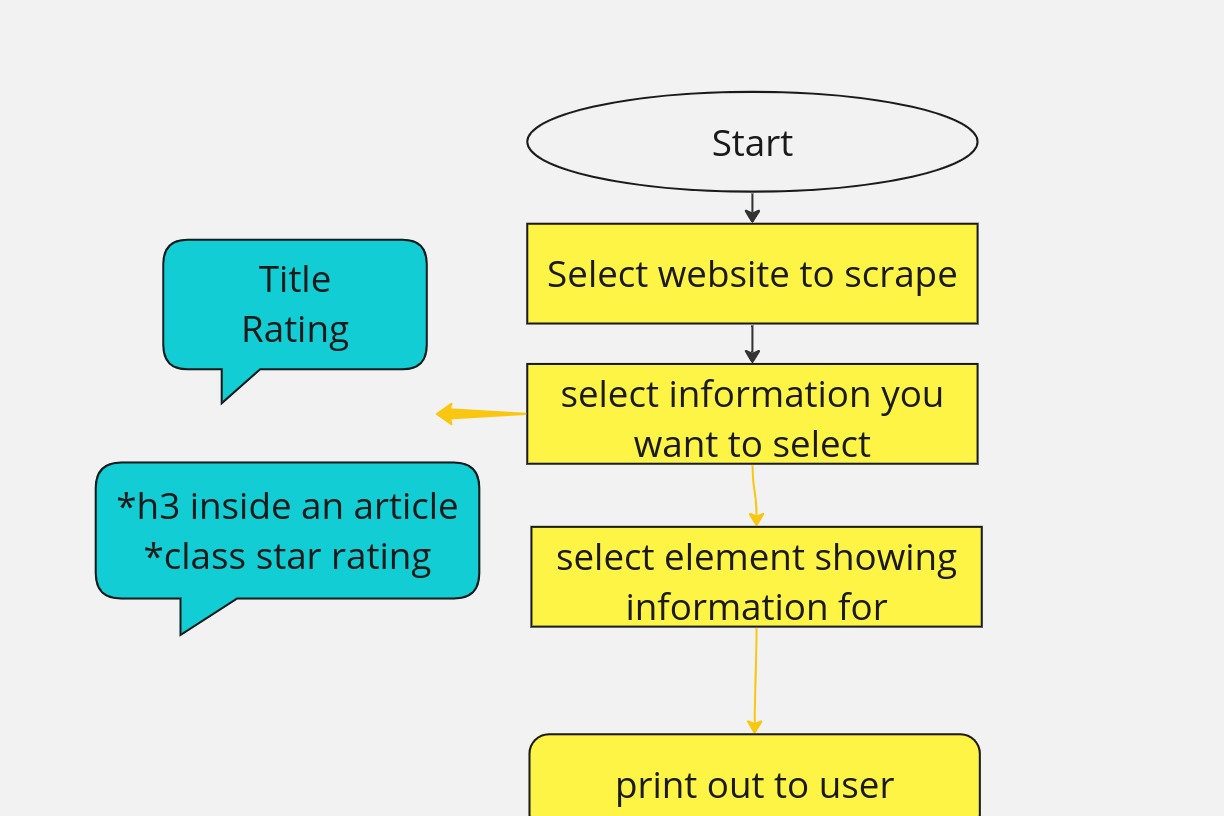 Start
Select website to scrape
Title
Rating
select information you
want to select
*h3 inside an article
*class star rating
select element showing
information for
print out to user